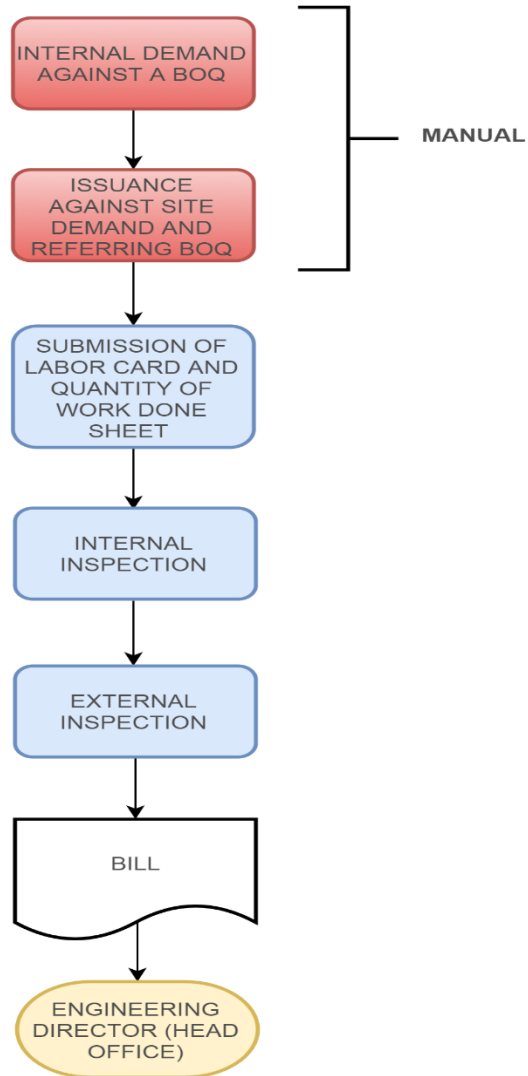 INTERNAL DEMAND
AGAINST A BOQ
MANUAL
ISSUANCE
AGAINST SITE
DEMAND AND
REFERRING BOQ
SUBMISSION OF
LABOR CARD AND
QUANTITY OF
WORK DONE
SHEET
INTERNAL
INSPECTION
EXTERNAL
INSPECTION
BILL
ENGINEERING
DIRECTOR (HEAD
OFFICE)